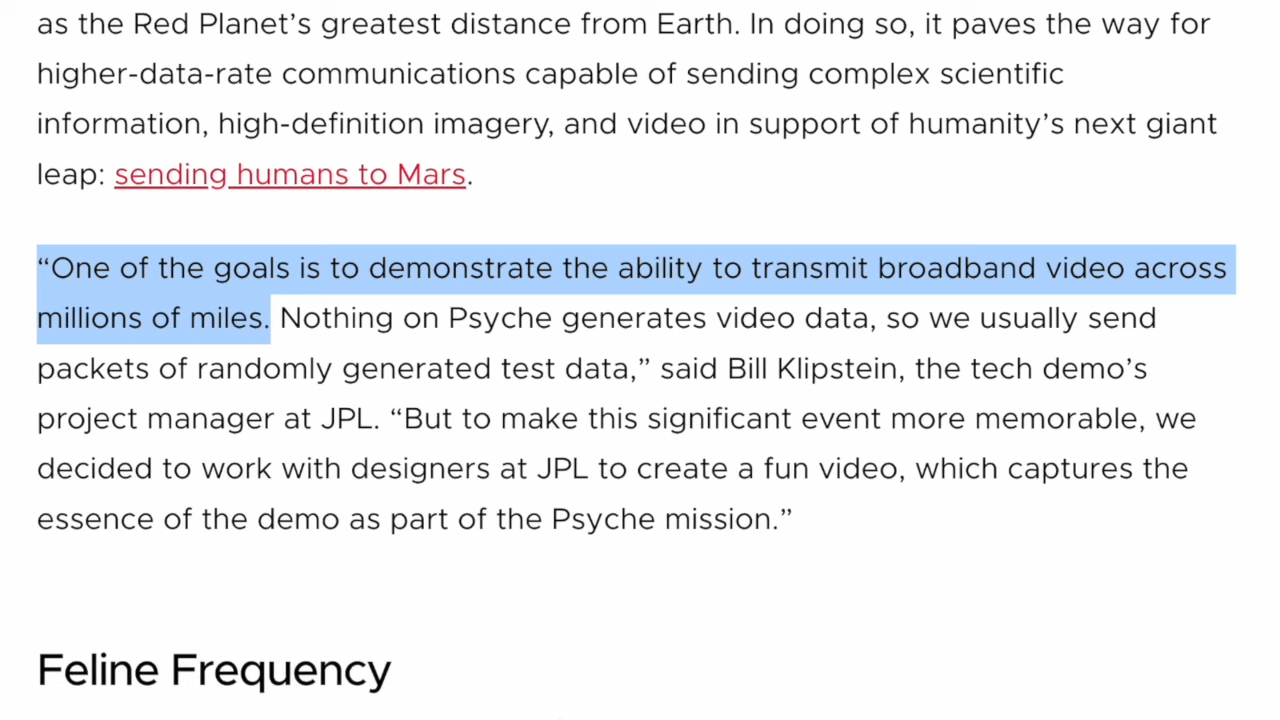 as the Red Planet’s greatest distance from Earth. In doing so, it paves the way for
higher-data-rate communications capable of sending complex scientific
information, high-definition imagery, and video in support of humanity’s next giant
leap: sending humans to Mars.
“One of the goals is to demonstrate the ability to transmit broadband video across
millions of miles. Nothing on Psyche generates video data, so we usually send
packets of randomly generated test data,” said Bill Klipstein, the tech demo’s
project manager at JPL. “But to make this significant event more memorable, we
decided to work with designers at JPL to create a fun video, which captures the
essence of the demo as part of the Psyche mission.”
Feline Frequency